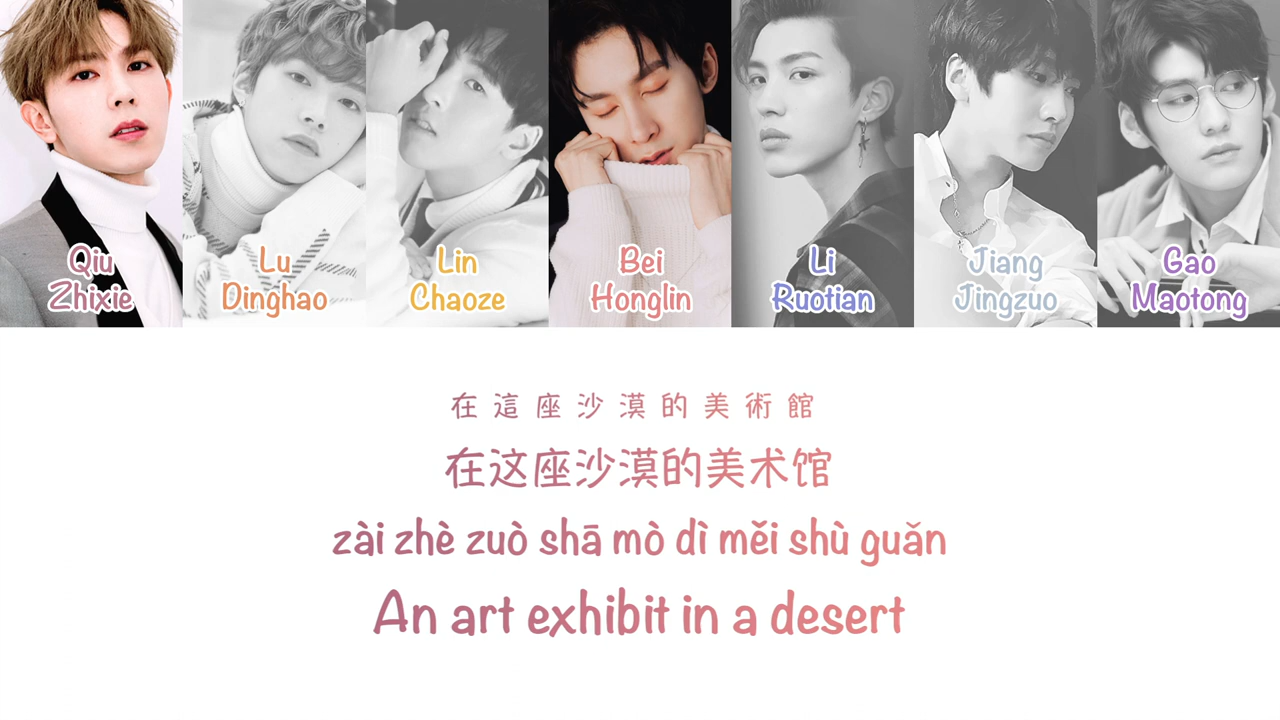 Qiu
Zhixie
Lu
Dinghao
Lin
Chaoze
Bei
Honglin
Li
Ruotian
Jiang
Jingzuo
Gao
Maotong
在這座沙漠的美術館
在这座沙漠的美术馆
zài zhè zuò shā mò dì měi shù guǎn
An art exhibit in a desert